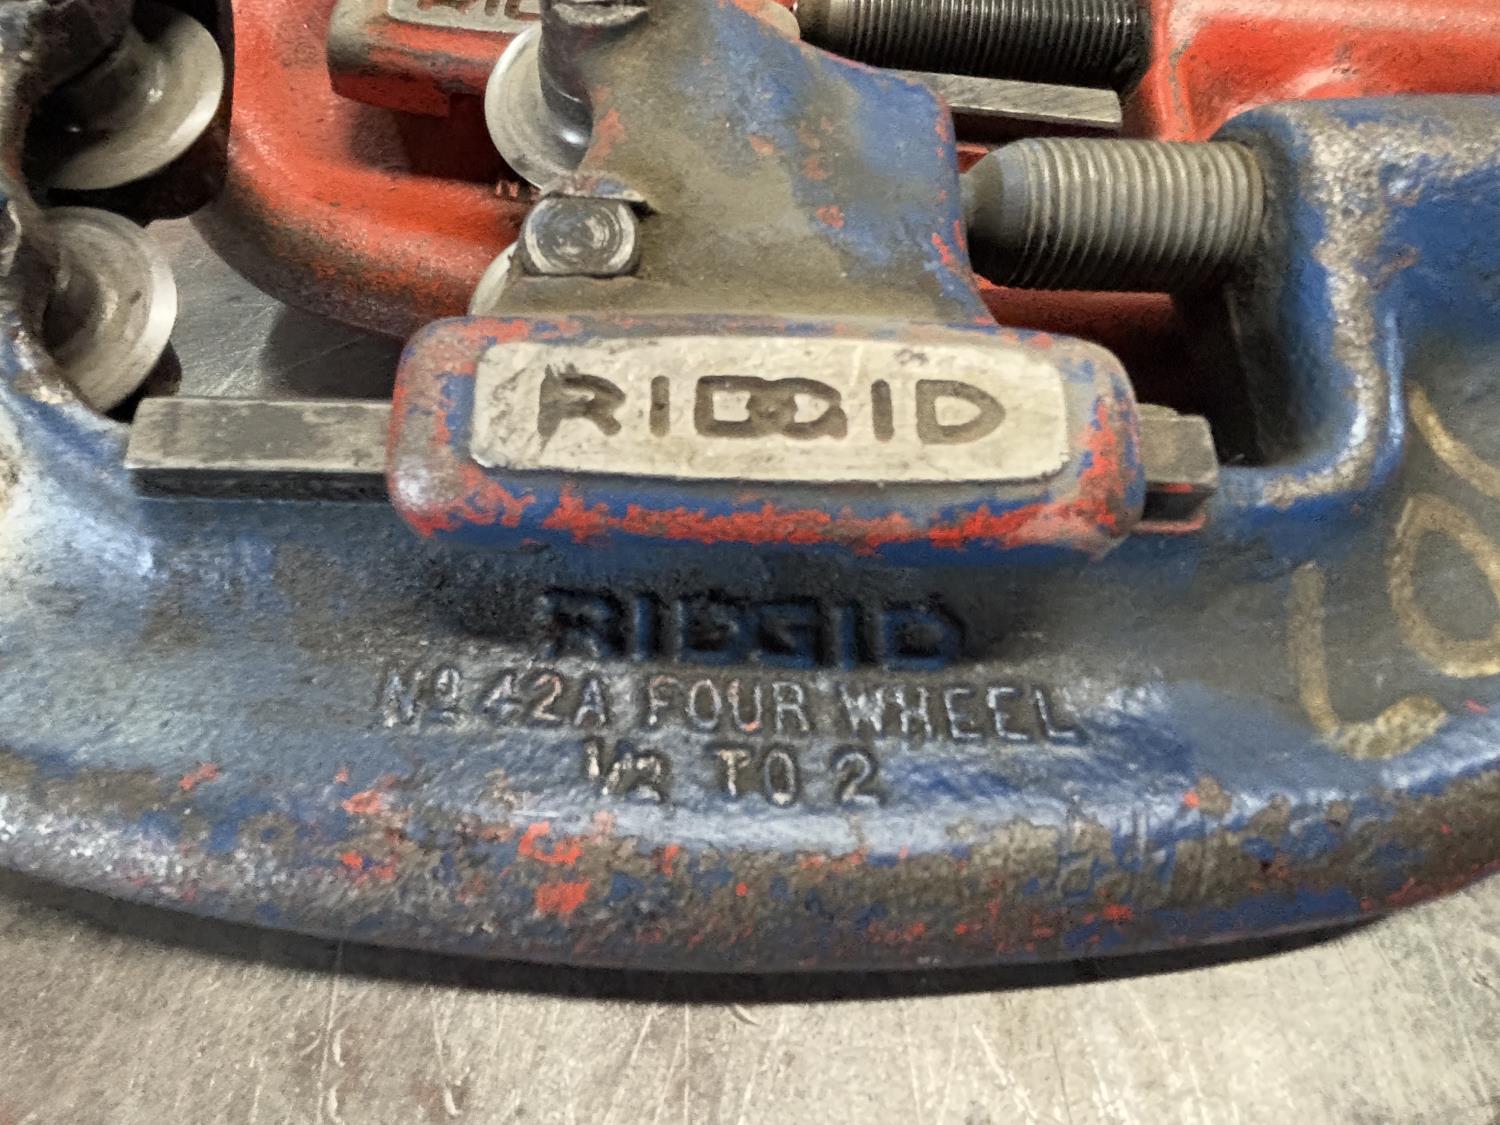 RIDGID
RIDGID
Nº 42A FOUR WHEEL
1/2 TO 2